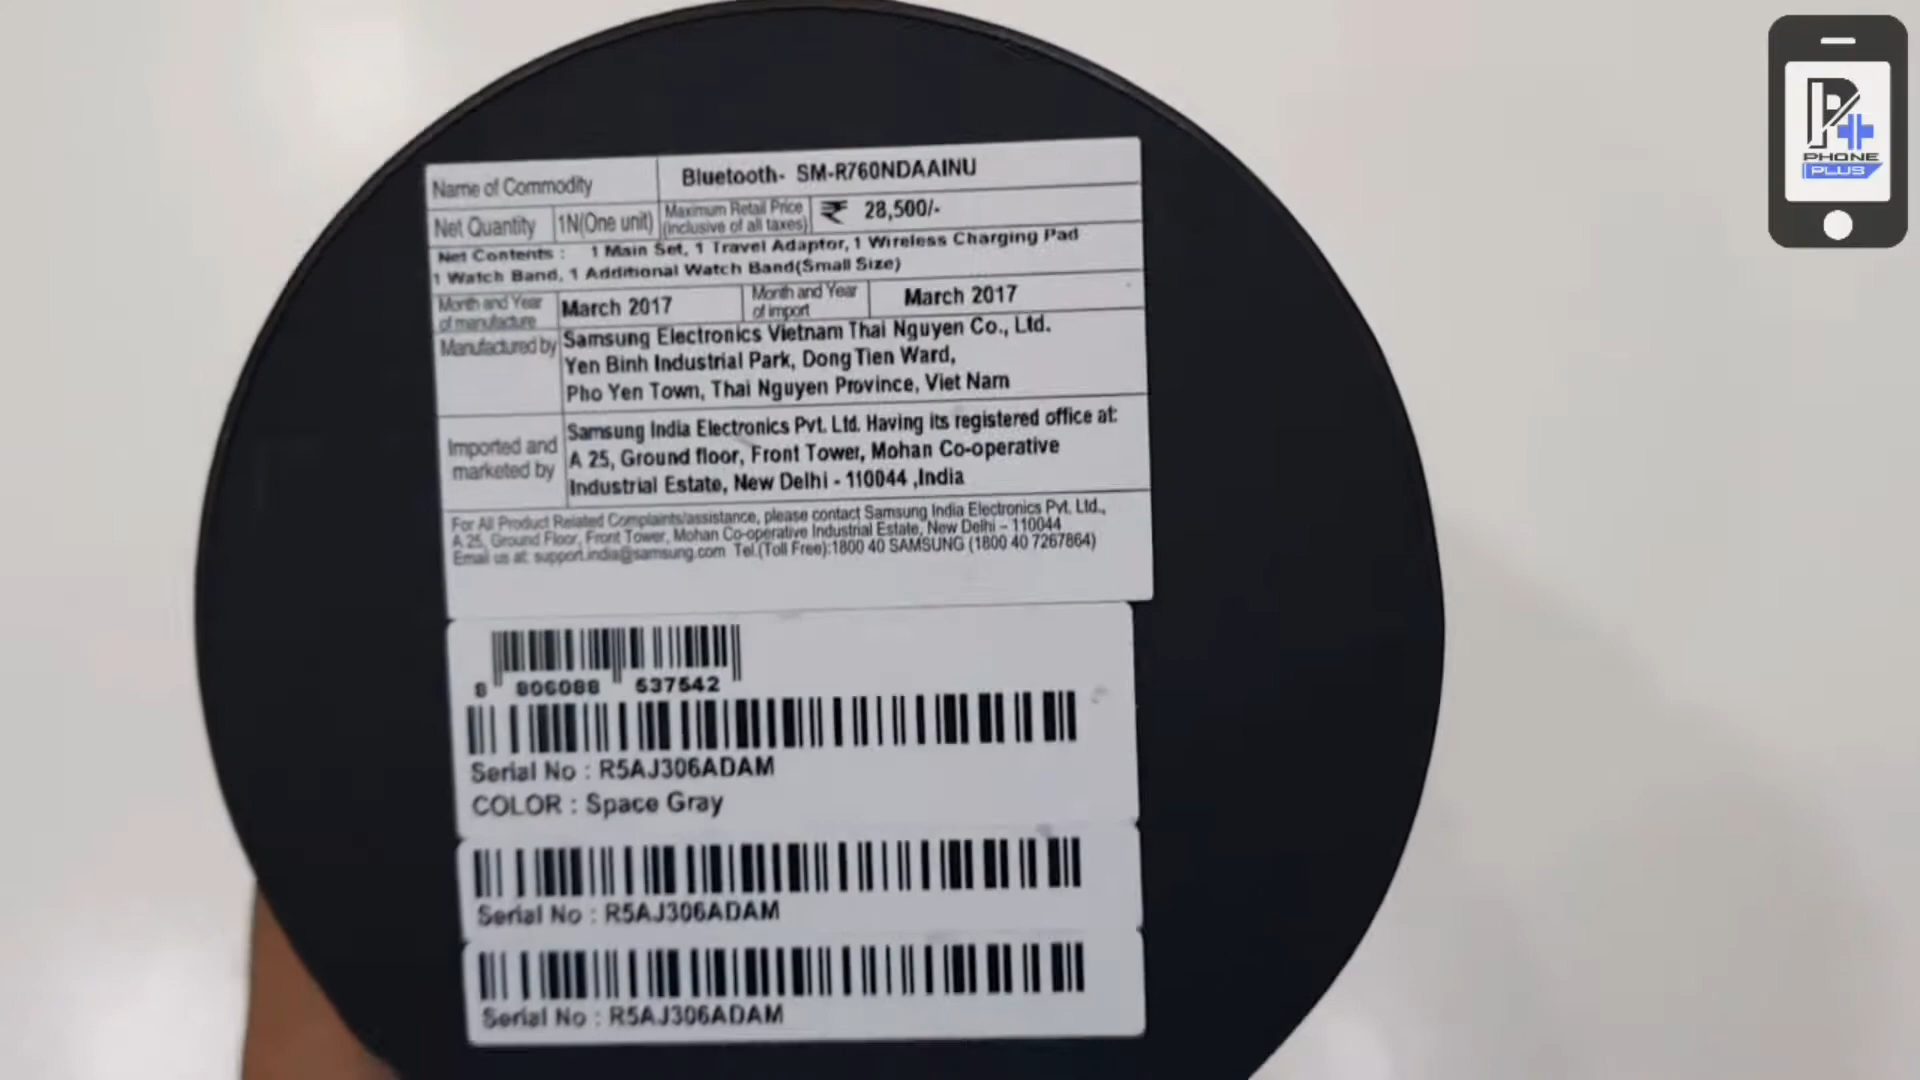 Name of Commodity Bluetooth- SM-R760NDAAINU
Net Quantity 1N(One unit) Maximum Retail Price (inclusive of all taxes) ₹ 28,500/-
Net Contents : 1 Main Set, 1 Travel Adaptor, 1 Wireless Charging Pad
1 Watch Band, 1 Additional Watch Band(Small Size)
Month and Year of manufacture March 2017 Month and Year of import March 2017
Manufactured by Samsung Electronics Vietnam Thai Nguyen Co., Ltd.
Yen Binh Industrial Park, Dong Tien Ward,
Pho Yen Town, Thai Nguyen Province, Viet Nam
Imported and marketed by Samsung India Electronics Pvt. Ltd. Having its registered office at:
A 25, Ground floor, Front Tower, Mohan Co-operative
Industrial Estate, New Delhi - 110044 ,India
For All Product Related Complaints/assistance, please contact Samsung India Electronics Pvt. Ltd.,
A 25, Ground Floor, Front Tower, Mohan Co-operative Industrial Estate, New Delhi – 110044
Email us at: support.india@samsung.com Tel.(Toll Free):1800 40 SAMSUNG (1800 40 7267864)
8 806088 537542
Serial No : R5AJ306ADAM
COLOR : Space Gray
Serial No : R5AJ306ADAM
Serial No : R5AJ306ADAM
P+
PHONE
PLUS